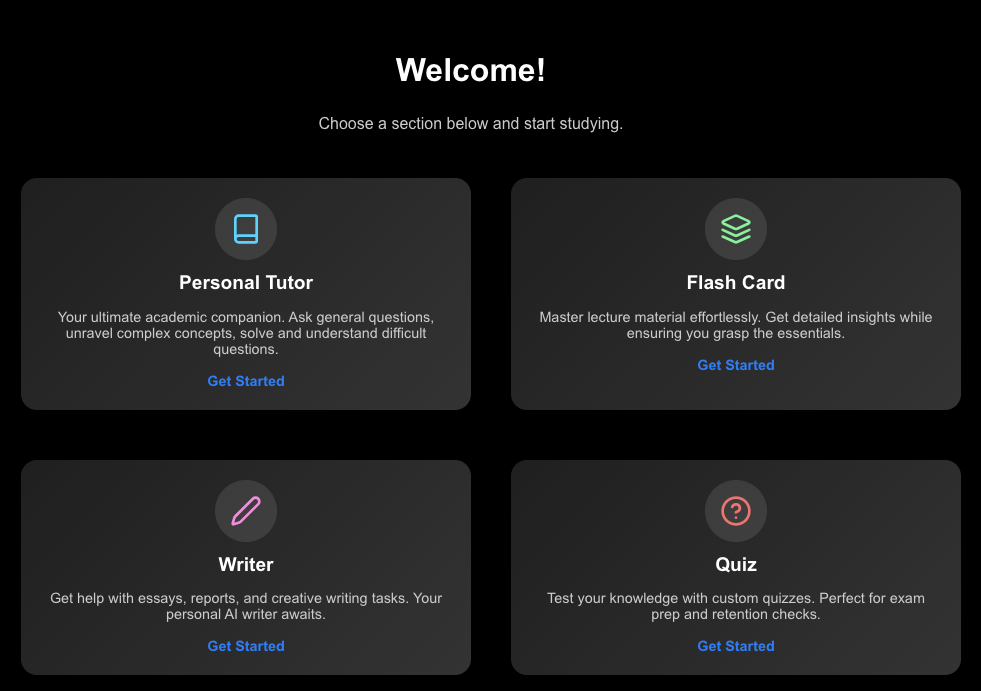 Welcome!
Choose a section below and start studying.
Personal Tutor
Your ultimate academic companion. Ask general questions,
unravel complex concepts, solve and understand difficult
questions.
Get Started
Flash Card
Master lecture material effortlessly. Get detailed insights while
ensuring you grasp the essentials.
Get Started
Writer
Get help with essays, reports, and creative writing tasks. Your
personal AI writer awaits.
Get Started
Quiz
Test your knowledge with custom quizzes. Perfect for exam
prep and retention checks.
Get Started